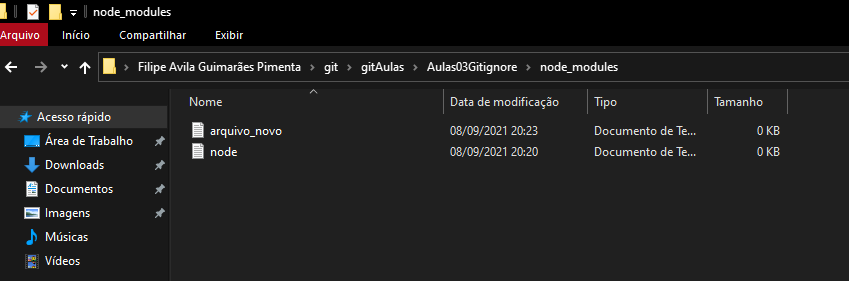 node_modules
Arquivo Início Compartilhar Exibir
Filipe Avila Guimarães Pimenta › git › gitAulas › Aulas03Gitignore › node_modules
Nome Data de modificação Tipo Tamanho
Acesso rápido
Área de Trabalho
Downloads
Documentos
Imagens
Músicas
Vídeos
arquivo_novo 08/09/2021 20:23 Documento de Te... 0 KB
node 08/09/2021 20:20 Documento de Te... 0 KB